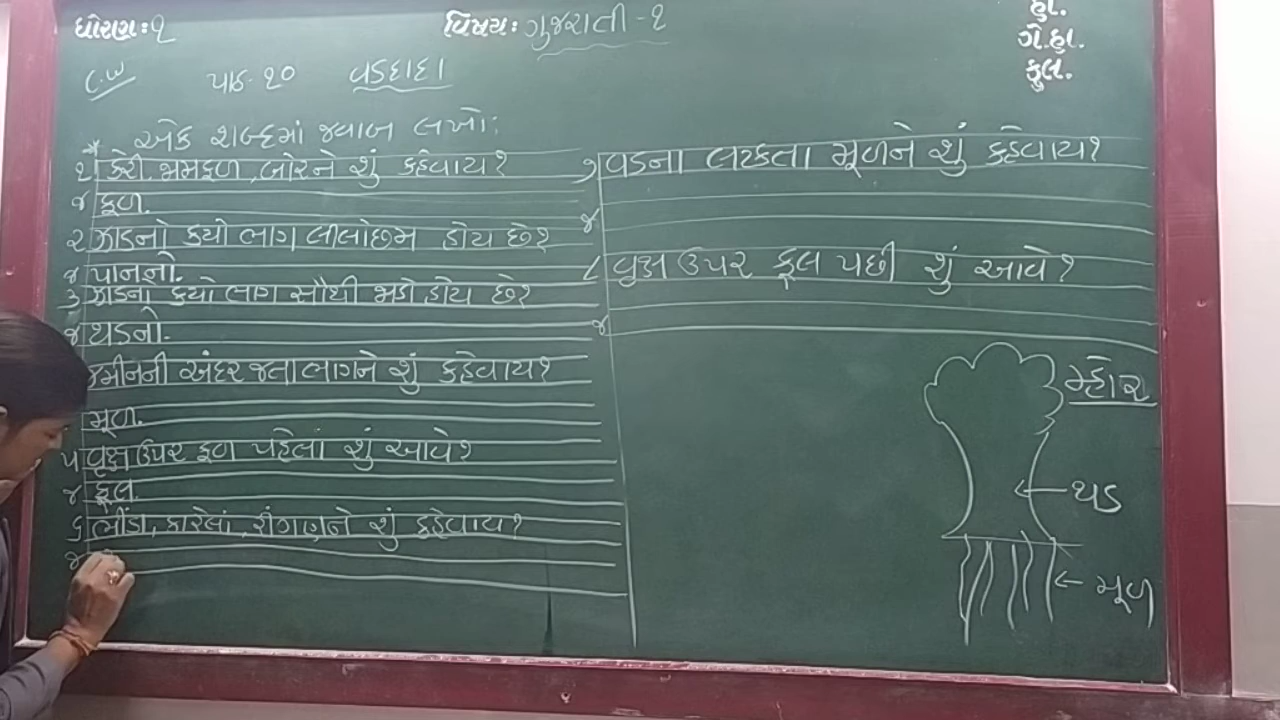 ધોરણ: ૧
વિષય: ગુજરાતી - ૧
હા.
ગે.હા.
કુલ.
C.W
પાઠ- ૧૦ વડદાદા
* એક શબ્દમાં જવાબ લખો:
૧ કેરી, જામફળ, બોરને શું કહેવાય?
જ ફળ.
૨ ઝાડનો કયો ભાગ લીલોછમ હોય છે?
જ પાનનો.
૩ ઝાડનો કયો ભાગ સૌથી જાડો હોય છે?
જ થડનો.
જમીનની અંદર જતા ભાગને શું કહેવાય?
મૂળ.
૫ વૃક્ષ ઉપર ફળ પહેલાં શું આવે?
જ ફૂલ.
૬ ભીંડા, કારેલાં, રીંગણને શું કહેવાય?
જ
૭ વડના લટકતા મૂળને શું કહેવાય?
જ
૮ વૃક્ષ ઉપર ફૂલ પછી શું આવે?
જ
મ્હોર
થડ
મૂળ